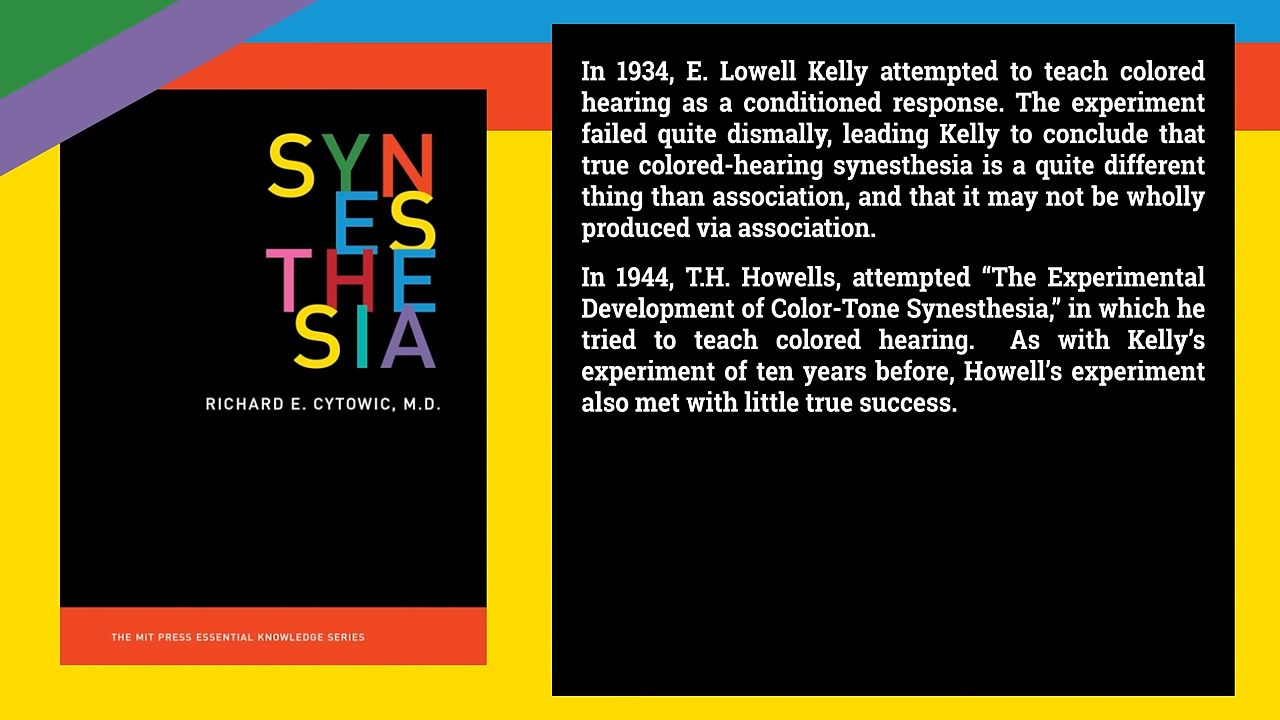 SYN
ES
THE
SIA
RICHARD E. CYTOWIC, M.D.
THE MIT PRESS ESSENTIAL KNOWLEDGE SERIES
In 1934, E. Lowell Kelly attempted to teach colored
hearing as a conditioned response. The experiment
failed quite dismally, leading Kelly to conclude that
true colored-hearing synesthesia is a quite different
thing than association, and that it may not be wholly
produced via association.
In 1944, T.H. Howells, attempted “The Experimental
Development of Color-Tone Synesthesia,” in which he
tried to teach colored hearing. As with Kelly’s
experiment of ten years before, Howell’s experiment
also met with little true success.